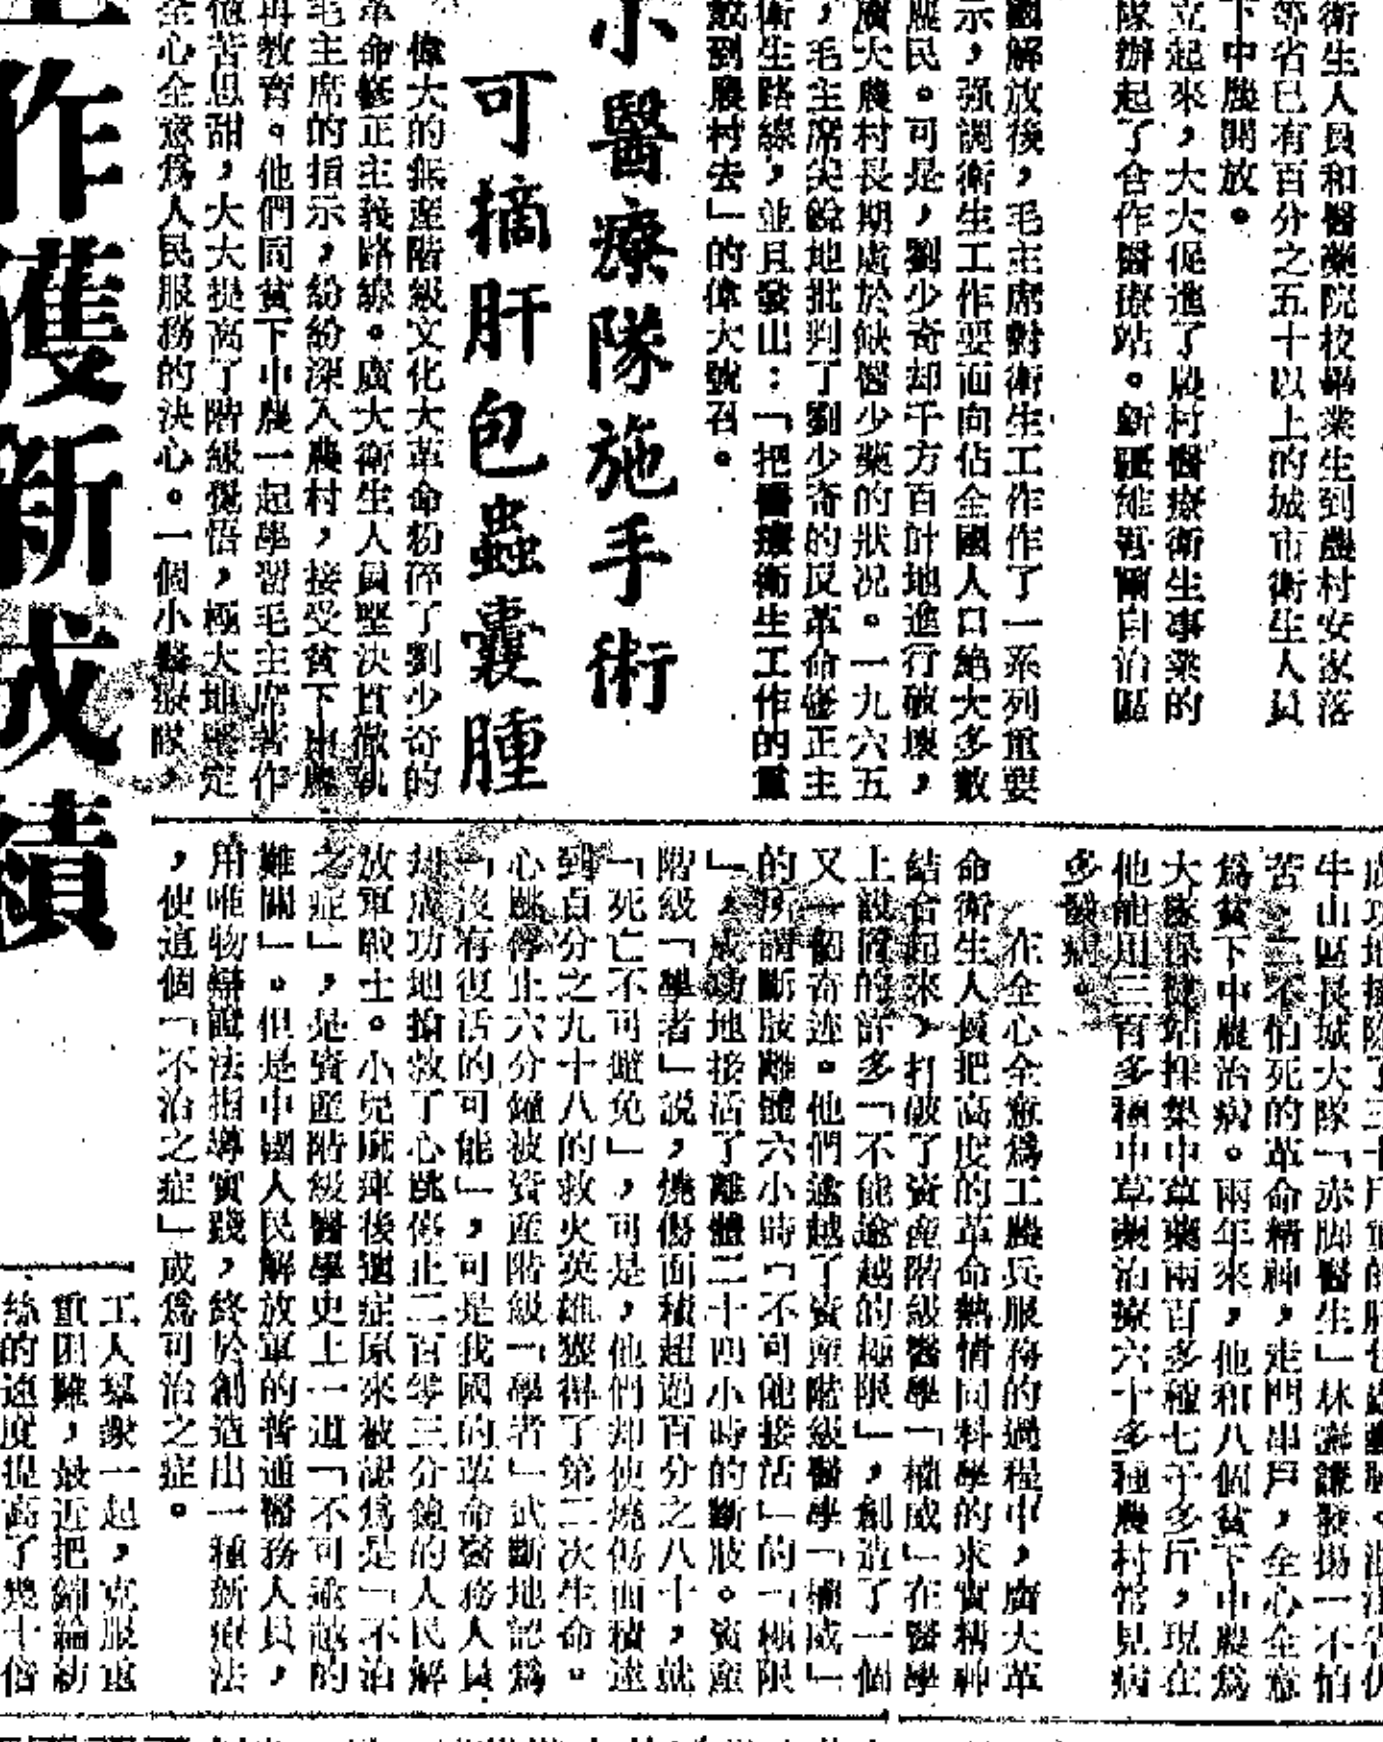 衛生人員和醫藥院校畢業生到農村安家落
等省已有百分之五十以上的城市衛生人員
下中農開放。
立起來，大大促進了農村醫療衛生事業的
隊辦起了合作醫療站。新疆維吾爾自治區
國解放後，毛主席對衛生工作作了一系列重要
示，强調衛生工作要面向佔全國人口絶大多數
農民。可是，劉少奇却千方百計地進行破壞，
廣大農村長期處於缺醫少藥的狀况。一九六五
，毛主席尖銳地批判了劉少奇的反革命修正主
衛生路線，並且發出：「把醫療衛生工作的重
放到農村去」的偉大號召。
小醫療隊施手術
可摘肝包蟲囊腫
偉大的無產階級文化大革命粉碎了劉少奇的
革命修正主義路線。廣大衛生人員堅決貫徹執
毛主席的指示，紛紛深入農村，接受貧下中農
再教育。他們同貧下中農一起學習毛主席著作
憶苦思甜，大大提高了階級覺悟，極大地堅定
全心全意爲人民服務的決心。一個小醫療隊，
工作獲新成績
牛山區長城大隊「赤脚醫生」林 發揚一不怕
苦二不怕死的革命精神，走門串戶，全心全意
爲貧下中農治病。兩年來，他和八個貧下中農爲
大隊保健站採集中草藥兩百多種七千多斤，現在
他能用三百多種中草藥治療六十多種農村常見病
多發病。
在全心全意爲工農兵服務的過程中，廣大革
命衛生人員把高度的革命熱情同科學的求實精神
結合起來，打破了資產階級醫學「權威」在醫學
上設置的許多「不能逾越的極限」，創造了一個
又一個奇迹。他們逾越了資產階級醫學「權威」
的所謂斷肢離體六小時「不可能接活」的「極限
」，成功地接活了離體二十四小時的斷肢。資產
階級「學者」説，燒傷面積超過百分之八十，就
「死亡不可避免」，可是，他們却使燒傷面積達
到百分之九十八的救火英雄獲得了第二次生命。
心跳停止六分鐘被資產階級「學者」武斷地認爲
「沒有復活的可能」，可是我國的革命醫務人員
却成功地搶救了心跳停止二百零三分鐘的人民解
放軍戰士。小兒麻痺後遺症原來被認爲是「不治
之症」，是資產階級醫學史上一道「不可逾越的
難關」。但是中國人民解放軍的普通醫務人員，
用唯物辯證法指導實踐，終於創造出一種新療法
，使這個「不治之症」成爲可治之症。
工人羣衆一起，克服重
重困難，最近把 紡
絲的速度提高了幾十倍